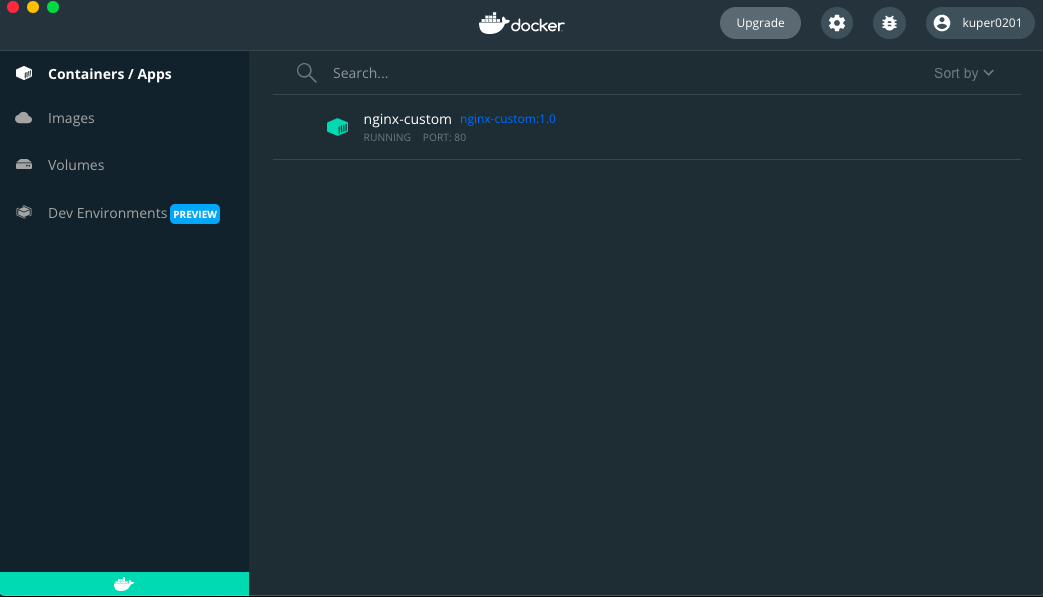 docker
Upgrade
kuper0201
Containers / Apps
Images
Volumes
Dev Environments PREVIEW
Search...
Sort by
nginx-custom nginx-custom:1.0
RUNNING PORT: 80